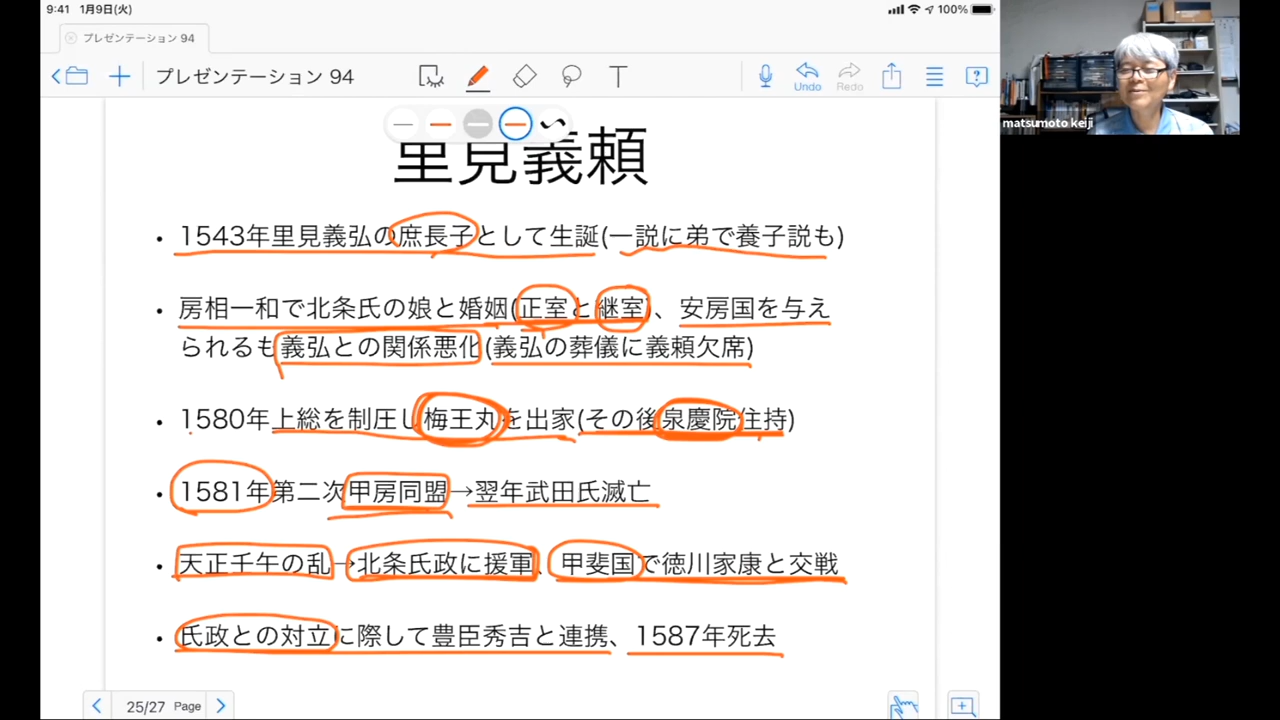 9:41 1月9日(火)
100%
プレゼンテーション 94
プレゼンテーション 94
Undo
Redo
matsumoto keiji
里見義頼
• 1543年里見義弘の庶長子として生誕(一説に弟で養子説も)
• 房相一和で北条氏の娘と婚姻(正室と継室)、安房国を与え
られるも義弘との関係悪化(義弘の葬儀に義頼欠席)
• 1580年上総を制圧し梅王丸を出家(その後泉慶院住持)
• 1581年第二次甲房同盟→翌年武田氏滅亡
• 天正壬午の乱→北条氏政に援軍、甲斐国で徳川家康と交戦
• 氏政との対立に際して豊臣秀吉と連携、1587年死去
25/27 Page